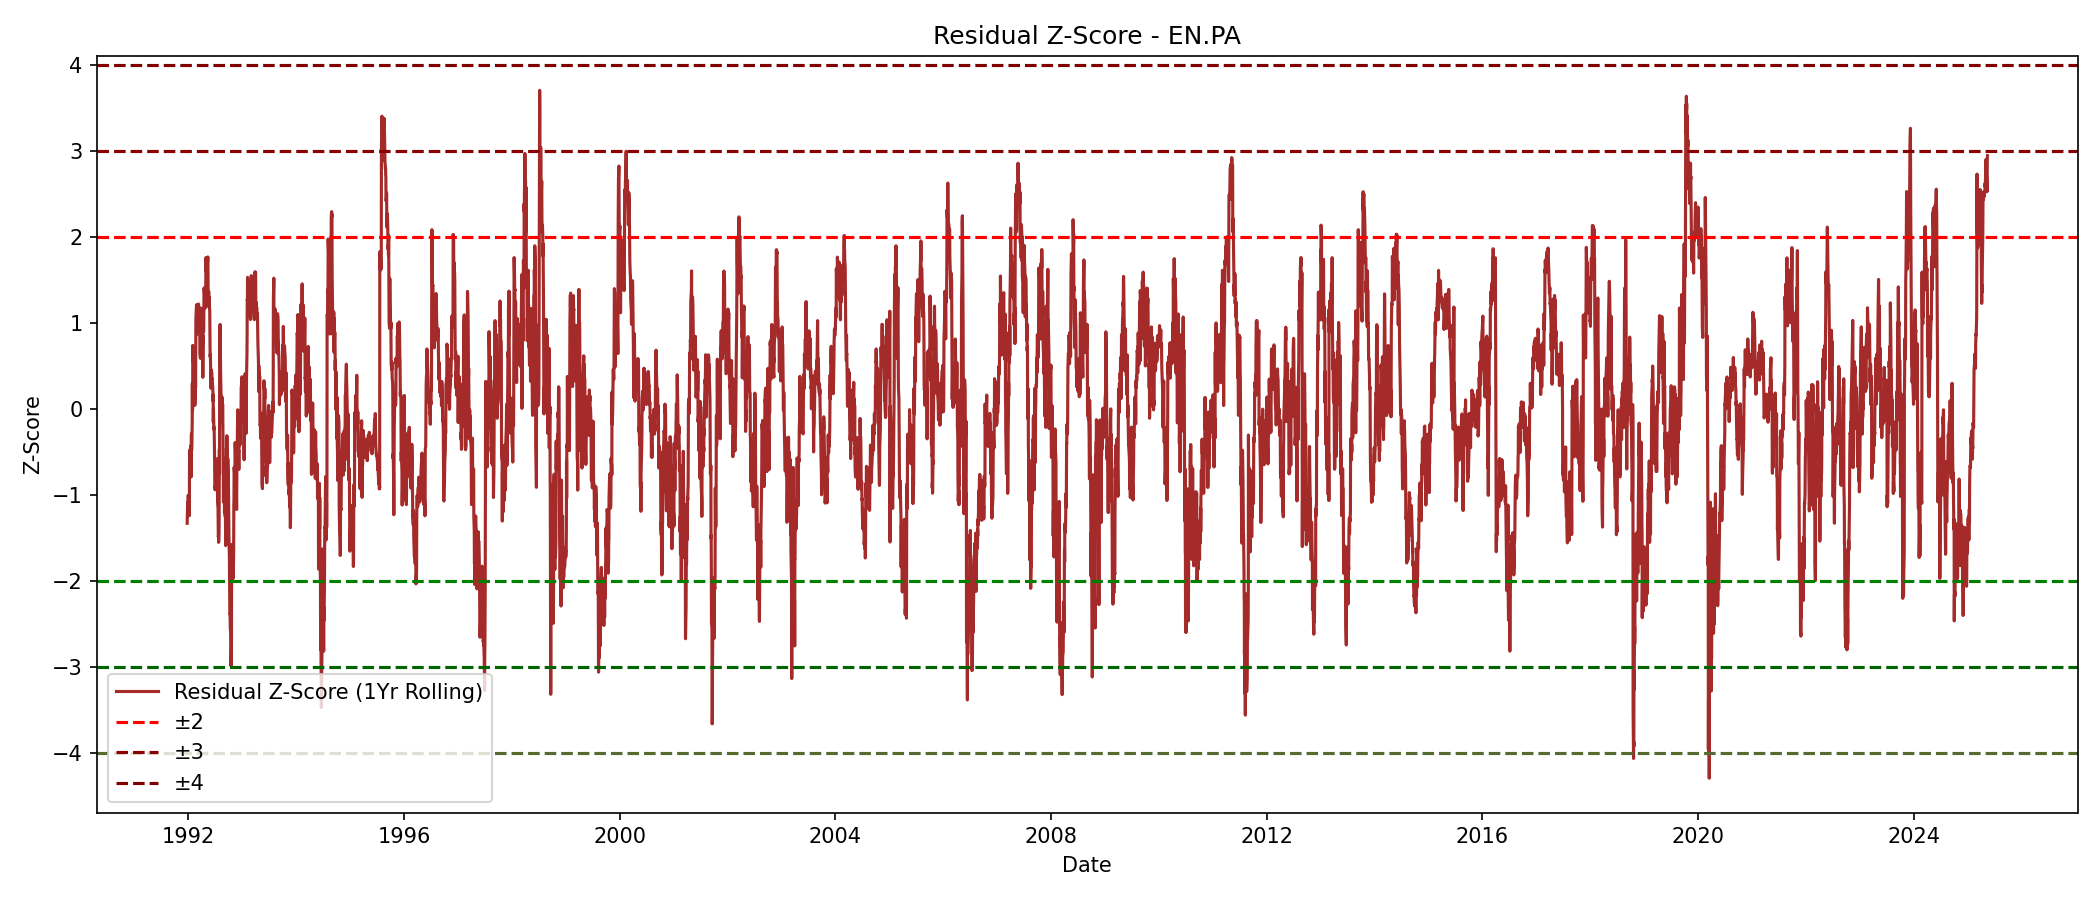 Residual Z-Score - EN.PA
Z-Score
4
3
2
1
0
−1
−2
−3
−4
Residual Z-Score (1Yr Rolling)
±2
±3
±4
1992 1996 2000 2004 2008 2012 2016 2020 2024
Date